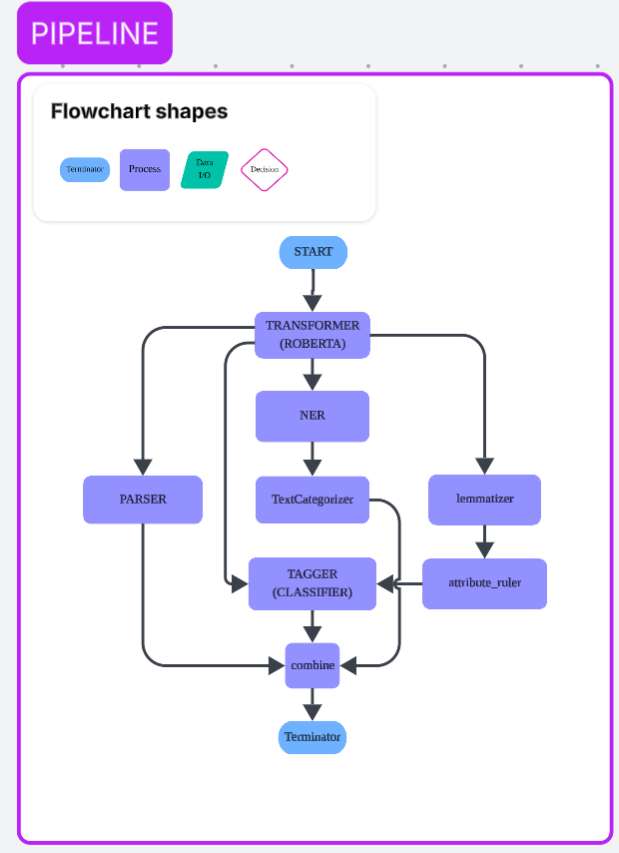 PIPELINE
Flowchart shapes
Terminator
Process
Data
I/O
Decision
START
TRANSFORMER
(ROBERTA)
NER
PARSER
TextCategorizer
lemmatizer
TAGGER
(CLASSIFIER)
attribute_ruler
combine
Terminator